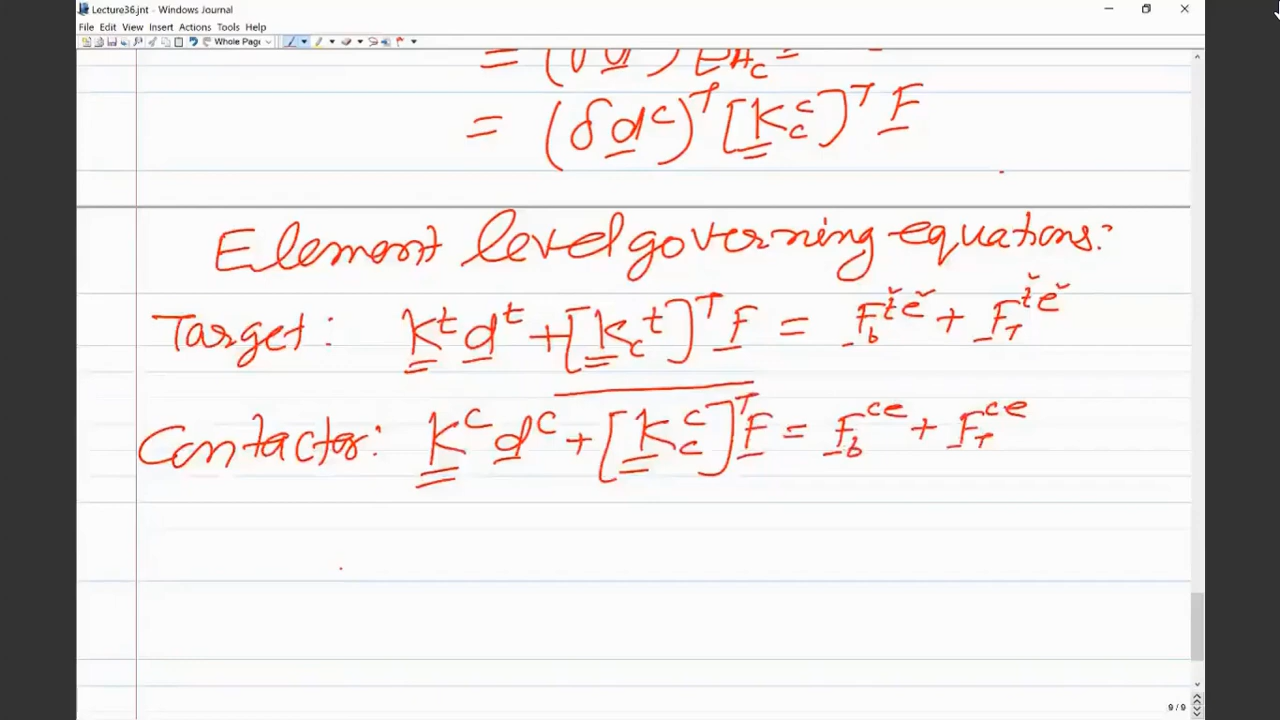 Lecture36.jnt - Windows Journal
File Edit View Insert Actions Tools Help
Whole Page
= (δd^c)^T [K_c^c]^T F
Element level governing equations:
Target: K^t d^t + [K_c^t]^T F = F_b^te + F_T^te
Contactor: K^c d^c + [K_c^c]^T F = F_b^ce + F_T^ce
9 / 9